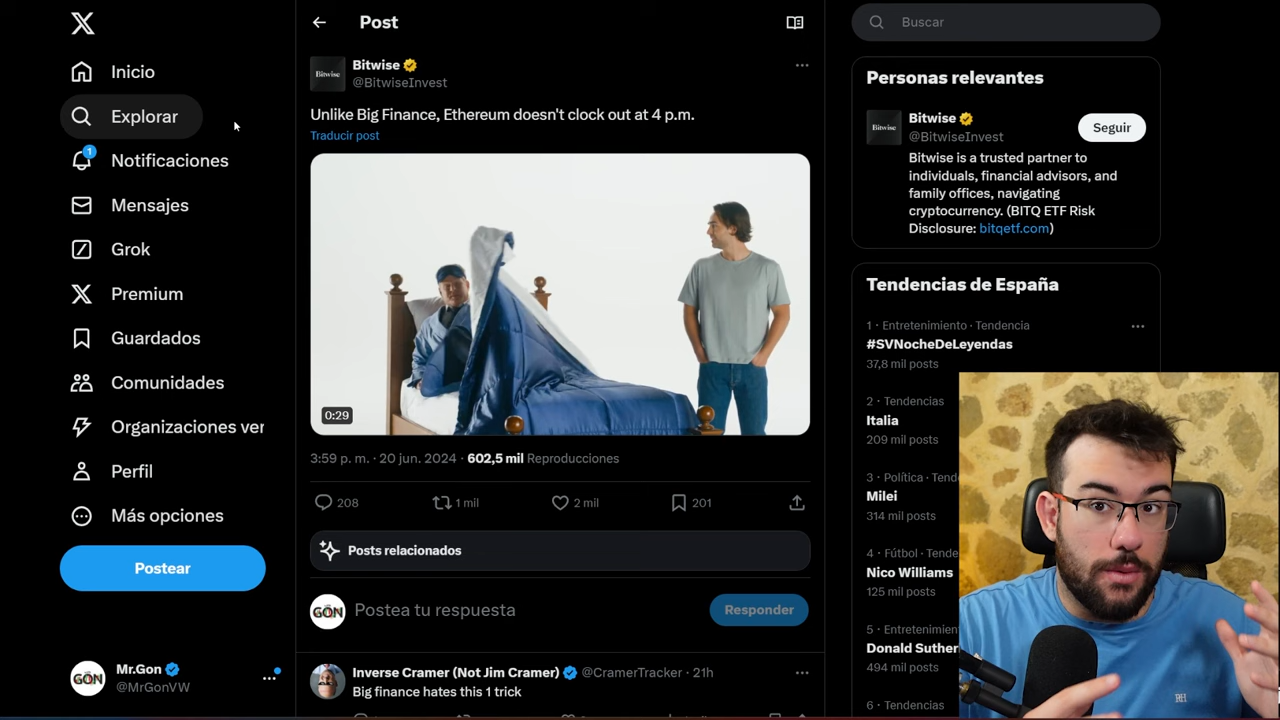 Inicio
Explorar
1
Notificaciones
Mensajes
Grok
Premium
Guardados
Comunidades
Organizaciones ver
Perfil
Más opciones
Postear
GÖN
Mr.Gon
@MrGonVW
Post
Bitwise
Bitwise
@BitwiseInvest
Unlike Big Finance, Ethereum doesn't clock out at 4 p.m.
Traducir post
0:29
3:59 p. m. · 20 jun. 2024 · 602,5 mil Reproducciones
208
1 mil
2 mil
201
Posts relacionados
GÖN
Postea tu respuesta
Responder
Inverse Cramer (Not Jim Cramer) @CramerTracker · 21h
Big finance hates this 1 trick
Buscar
Personas relevantes
Bitwise
Bitwise
@BitwiseInvest
Seguir
Bitwise is a trusted partner to
individuals, financial advisors, and
family offices, navigating
cryptocurrency. (BITQ ETF Risk
Disclosure: bitqetf.com)
Tendencias de España
1 · Entretenimiento · Tendencia
#SVNocheDeLeyendas
37,8 mil posts
2 · Tendencias
Italia
209 mil posts
3 · Política · Tend
Milei
314 mil posts
4 · Fútbol · Tende
Nico Williams
125 mil posts
5 · Entretenimien
Donald Suther
494 mil posts
6 · Tendencias